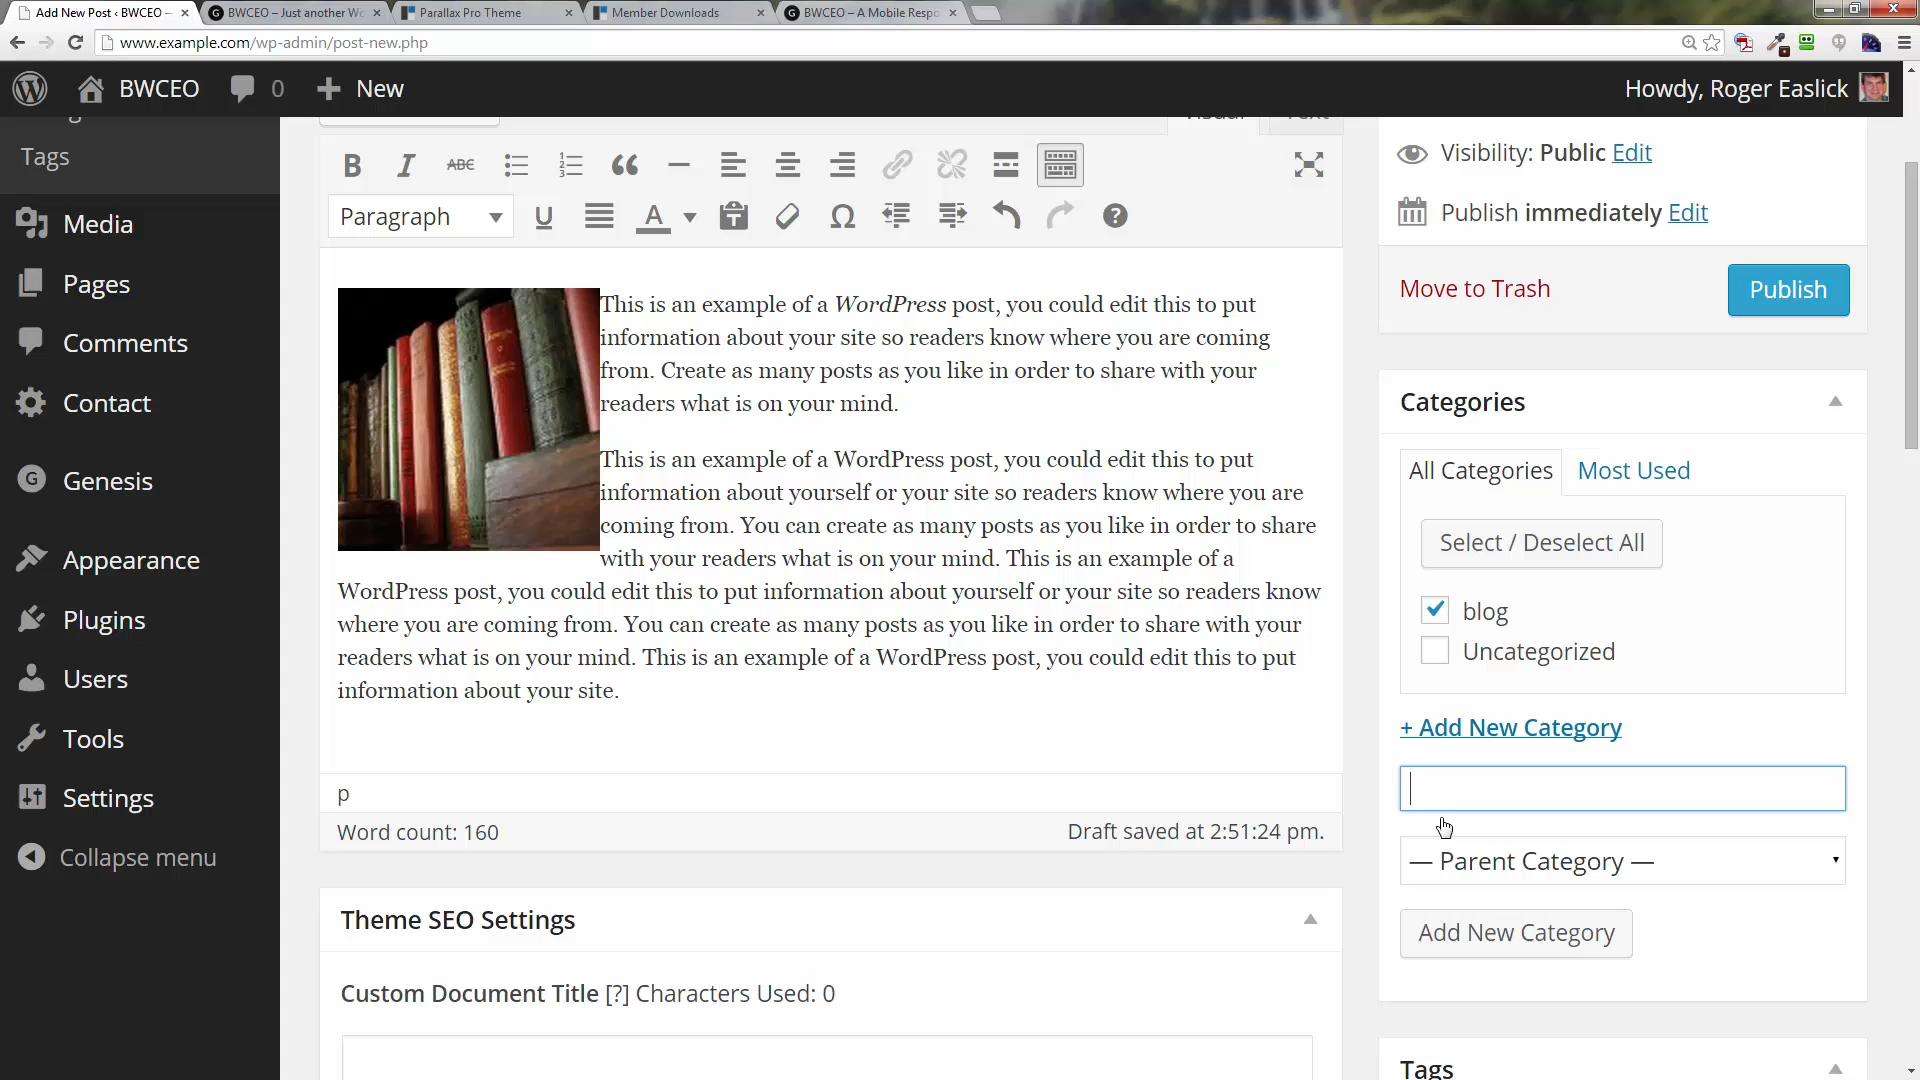 Add New Post ‹ BWCEO —
BWCEO – Just another Wo
Parallax Pro Theme
Member Downloads
BWCEO – A Mobile Respo
www.example.com/wp-admin/post-new.php
BWCEO
0
New
Howdy, Roger Easlick
Tags
Media
Pages
Comments
Contact
Genesis
Appearance
Plugins
Users
Tools
Settings
Collapse menu
Visual
Text
B I ABC
Paragraph
U
A
Ω
?
This is an example of a WordPress post, you could edit this to put
information about your site so readers know where you are coming
from. Create as many posts as you like in order to share with your
readers what is on your mind.
This is an example of a WordPress post, you could edit this to put
information about yourself or your site so readers know where you are
coming from. You can create as many posts as you like in order to share
with your readers what is on your mind. This is an example of a
WordPress post, you could edit this to put information about yourself or your site so readers know
where you are coming from. You can create as many posts as you like in order to share with your
readers what is on your mind. This is an example of a WordPress post, you could edit this to put
information about your site.
p
Word count: 160
Draft saved at 2:51:24 pm.
Theme SEO Settings
Custom Document Title [?] Characters Used: 0
Visibility: Public Edit
Publish immediately Edit
Move to Trash
Publish
Categories
All Categories
Most Used
Select / Deselect All
blog
Uncategorized
+ Add New Category
— Parent Category —
Add New Category
Tags